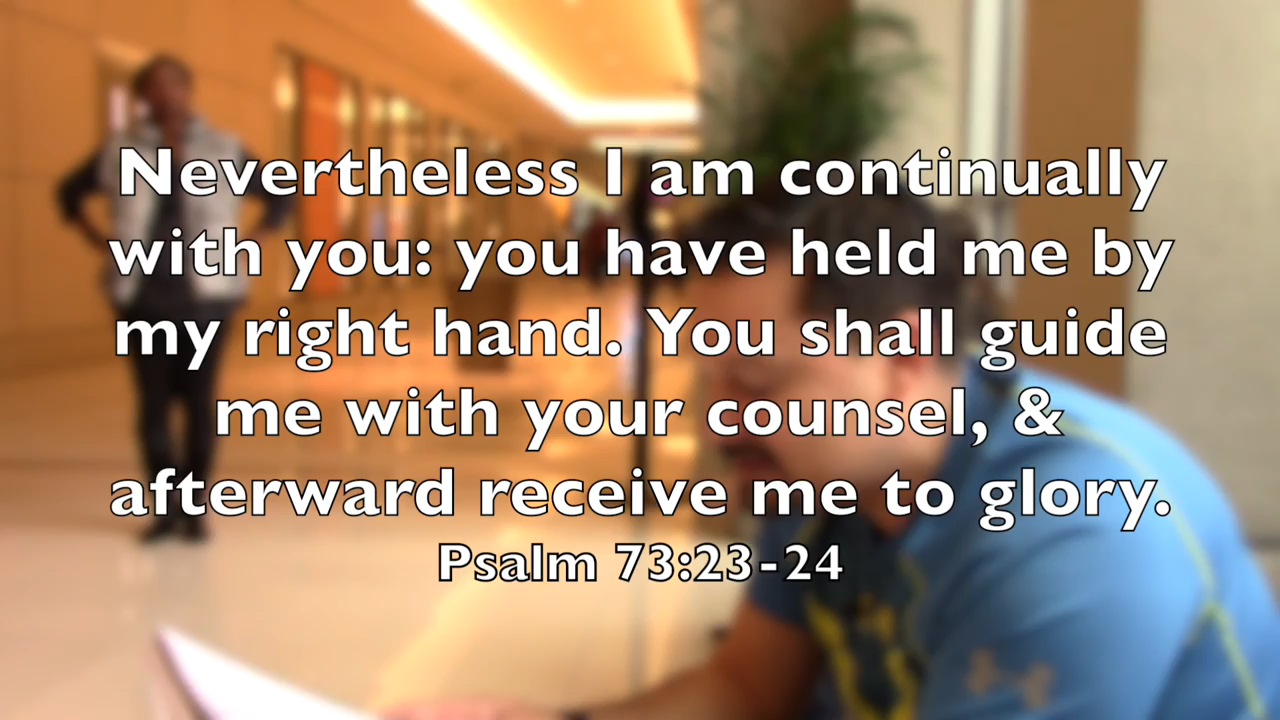 Nevertheless I am continually
with you: you have held me by
my right hand. You shall guide
me with your counsel, &
afterward receive me to glory.
Psalm 73:23-24